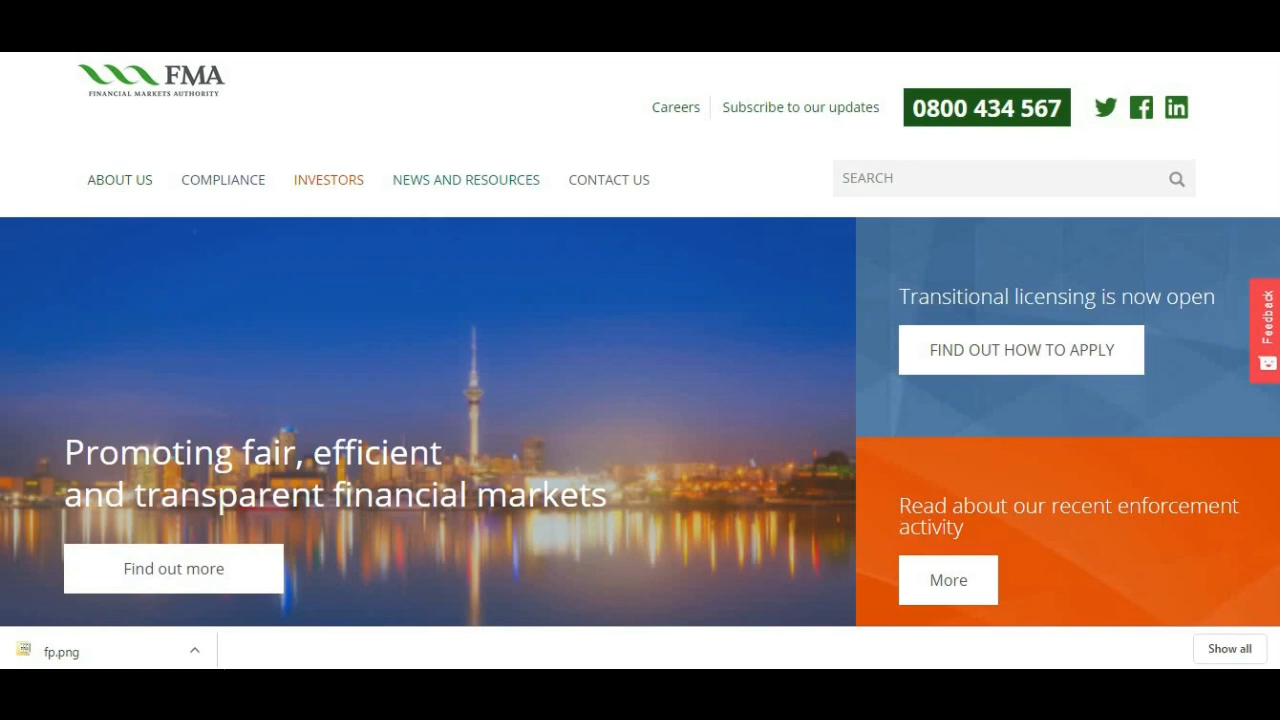 FMA
FINANCIAL MARKETS AUTHORITY
Careers
Subscribe to our updates
0800 434 567
ABOUT US
COMPLIANCE
INVESTORS
NEWS AND RESOURCES
CONTACT US
SEARCH
Promoting fair, efficient
and transparent financial markets
Find out more
Transitional licensing is now open
FIND OUT HOW TO APPLY
Read about our recent enforcement
activity
More
Feedback
fp.png
Show all